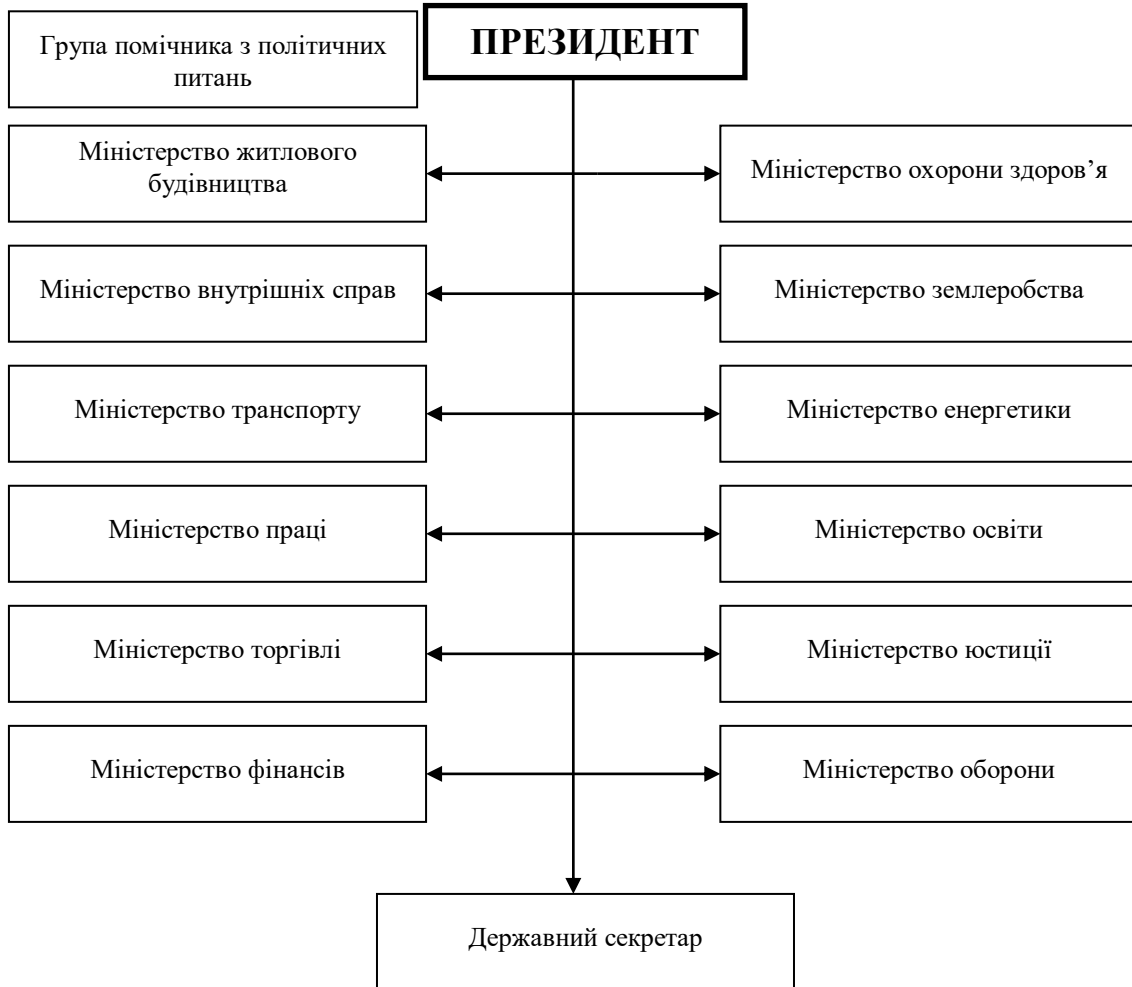 Група помічника з політичних
питань
ПРЕЗИДЕНТ
Міністерство житлового
будівництва
Міністерство охорони здоров’я
Міністерство внутрішніх справ
Міністерство землеробства
Міністерство транспорту
Міністерство енергетики
Міністерство праці
Міністерство освіти
Міністерство торгівлі
Міністерство юстиції
Міністерство фінансів
Міністерство оборони
Державний секретар